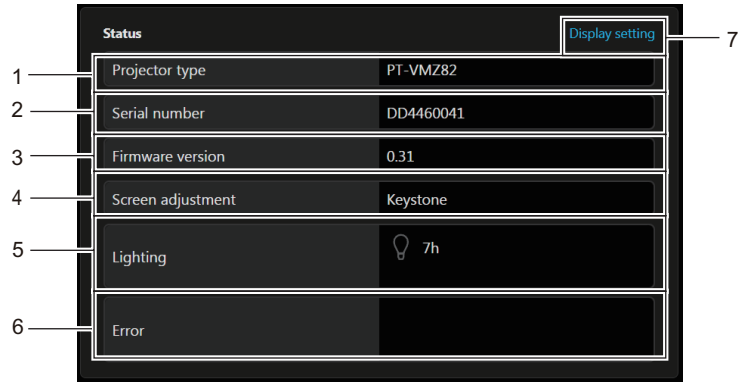 Status
Display setting
7
1
Projector type PT-VMZ82
2
Serial number DD4460041
3
Firmware version 0.31
4
Screen adjustment Keystone
5
Lighting 7h
6
Error